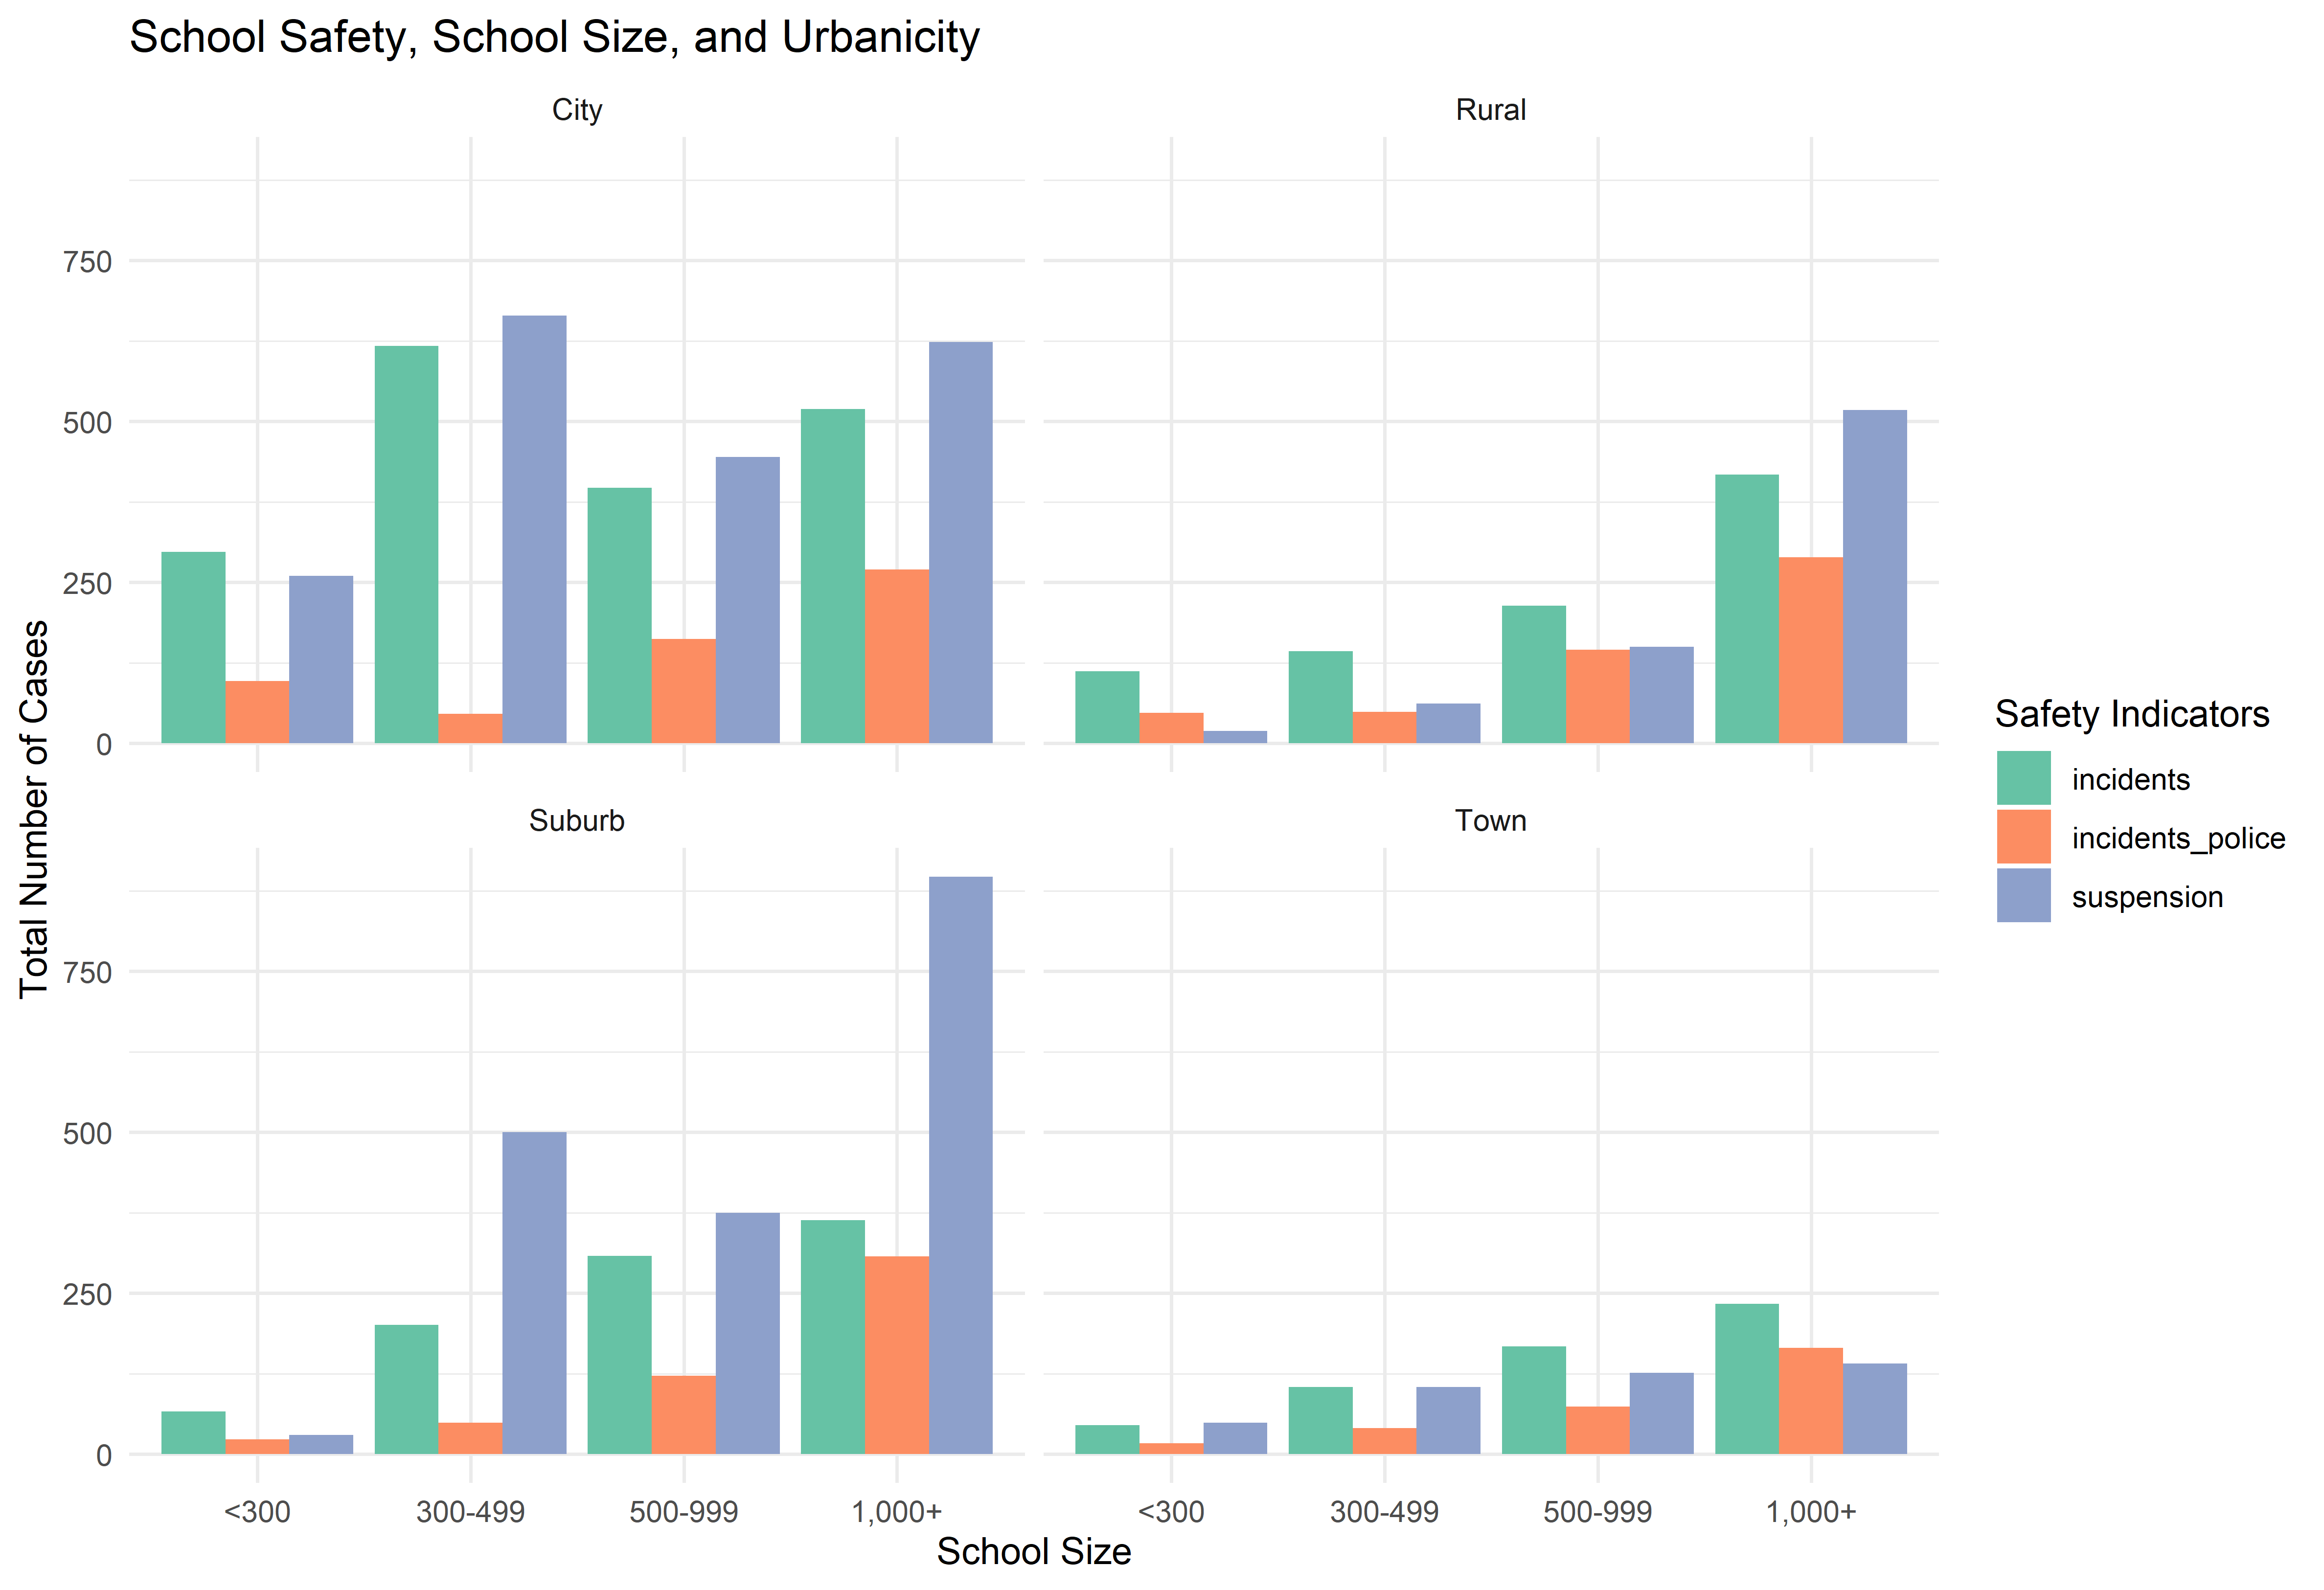 School Safety, School Size, and Urbanicity
City
Rural
750
500
250
0
Suburb
Town
750
500
250
0
<300
300-499
500-999
1,000+
<300
300-499
500-999
1,000+
School Size
Total Number of Cases
Safety Indicators
incidents
incidents_police
suspension